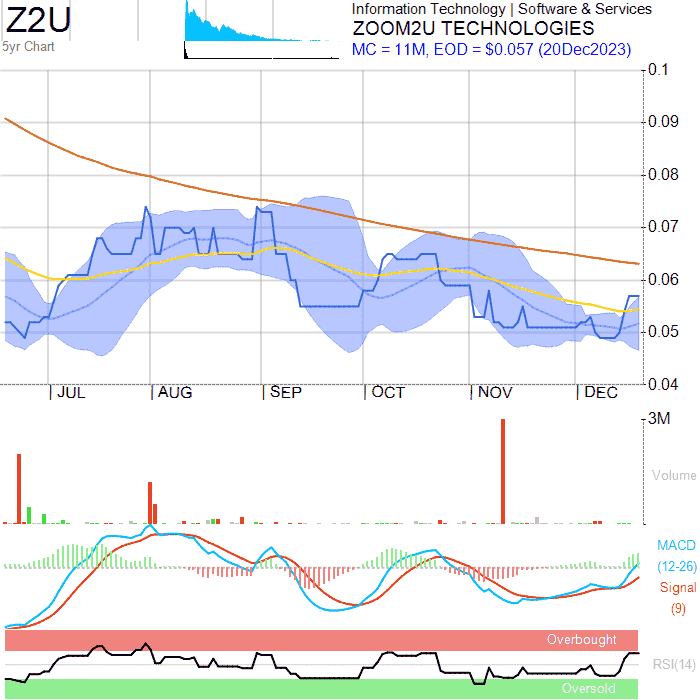 Z2U
5yr Chart
Information Technology | Software & Services
ZOOM2U TECHNOLOGIES
MC = 11M, EOD = $0.057 (20Dec2023)
0.1
0.09
0.08
0.07
0.06
0.05
0.04
JUL AUG SEP OCT NOV DEC
3M
Volume
MACD
(12-26)
Signal
(9)
Overbought
RSI(14)
Oversold